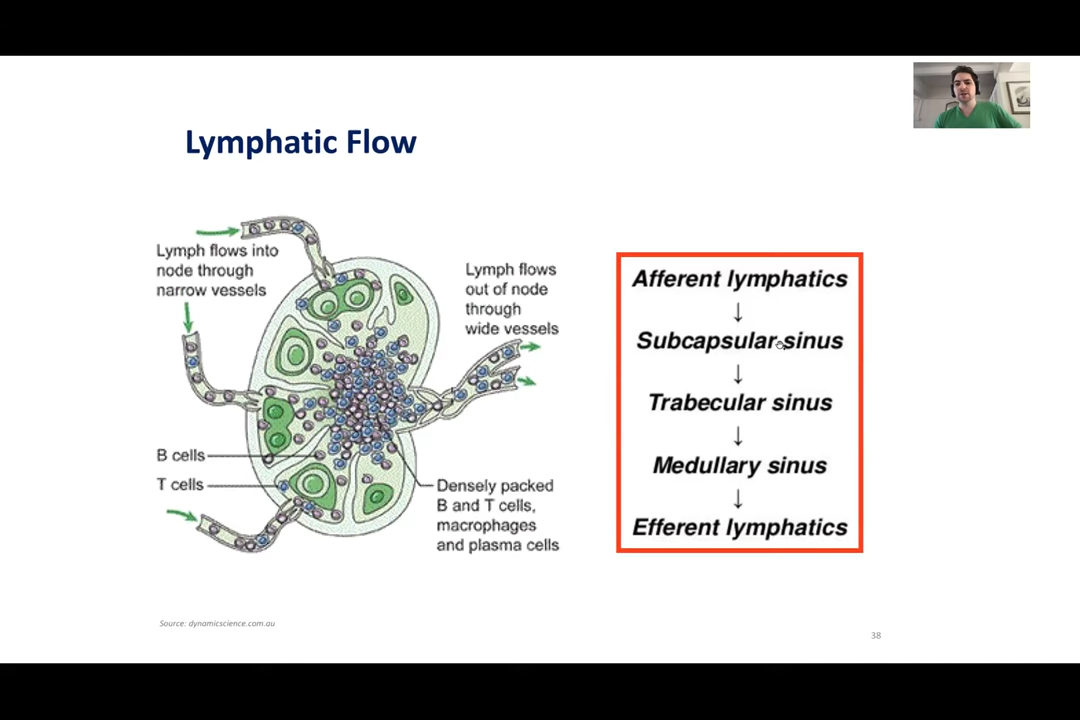 Lymphatic Flow
Lymph flows into
node through
narrow vessels
Lymph flows
out of node
through
wide vessels
B cells
T cells
Densely packed
B and T cells,
macrophages
and plasma cells
Afferent lymphatics
↓
Subcapsular sinus
↓
Trabecular sinus
↓
Medullary sinus
↓
Efferent lymphatics
Source: dynamicscience.com.au
38